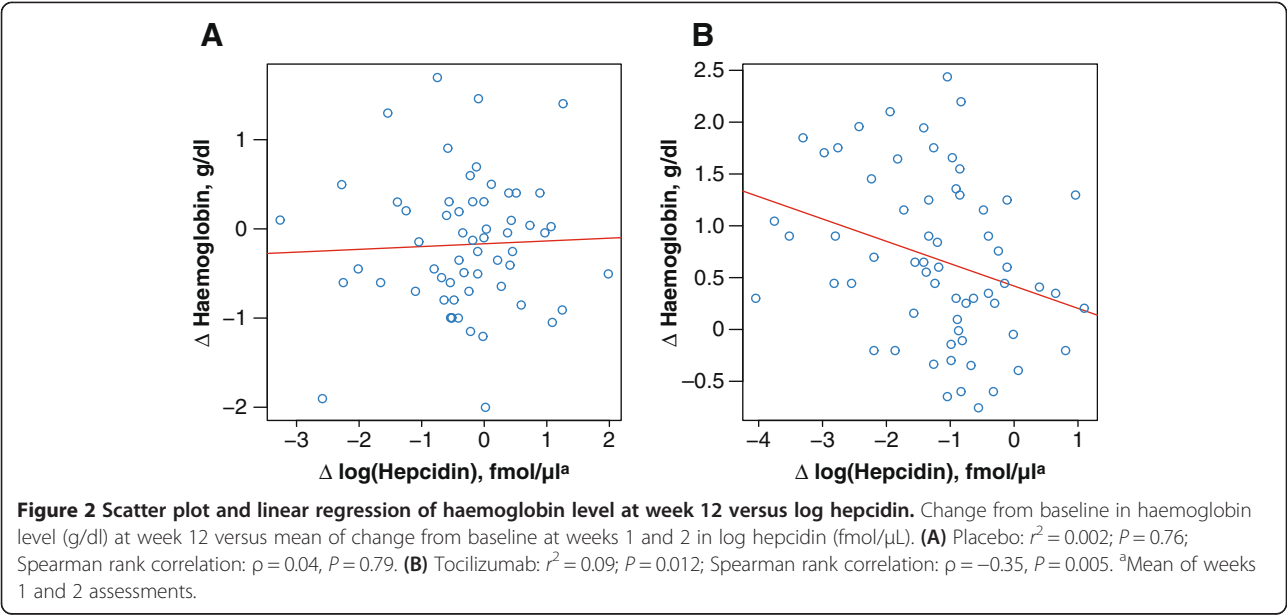 A
B
Δ Haemoglobin, g/dl
1
0
−1
−2
−3 −2 −1 0 1 2
Δ log(Hepcidin), fmol/µlᵃ
Δ Haemoglobin, g/dl
2.5
2.0
1.5
1.0
0.5
0
−0.5
−4 −3 −2 −1 0 1
Δ log(Hepcidin), fmol/µlᵃ
Figure 2 Scatter plot and linear regression of haemoglobin level at week 12 versus log hepcidin. Change from baseline in haemoglobin
level (g/dl) at week 12 versus mean of change from baseline at weeks 1 and 2 in log hepcidin (fmol/µL). (A) Placebo: r² = 0.002; P = 0.76;
Spearman rank correlation: ρ = 0.04, P = 0.79. (B) Tocilizumab: r² = 0.09; P = 0.012; Spearman rank correlation: ρ = −0.35, P = 0.005. ᵃMean of weeks
1 and 2 assessments.